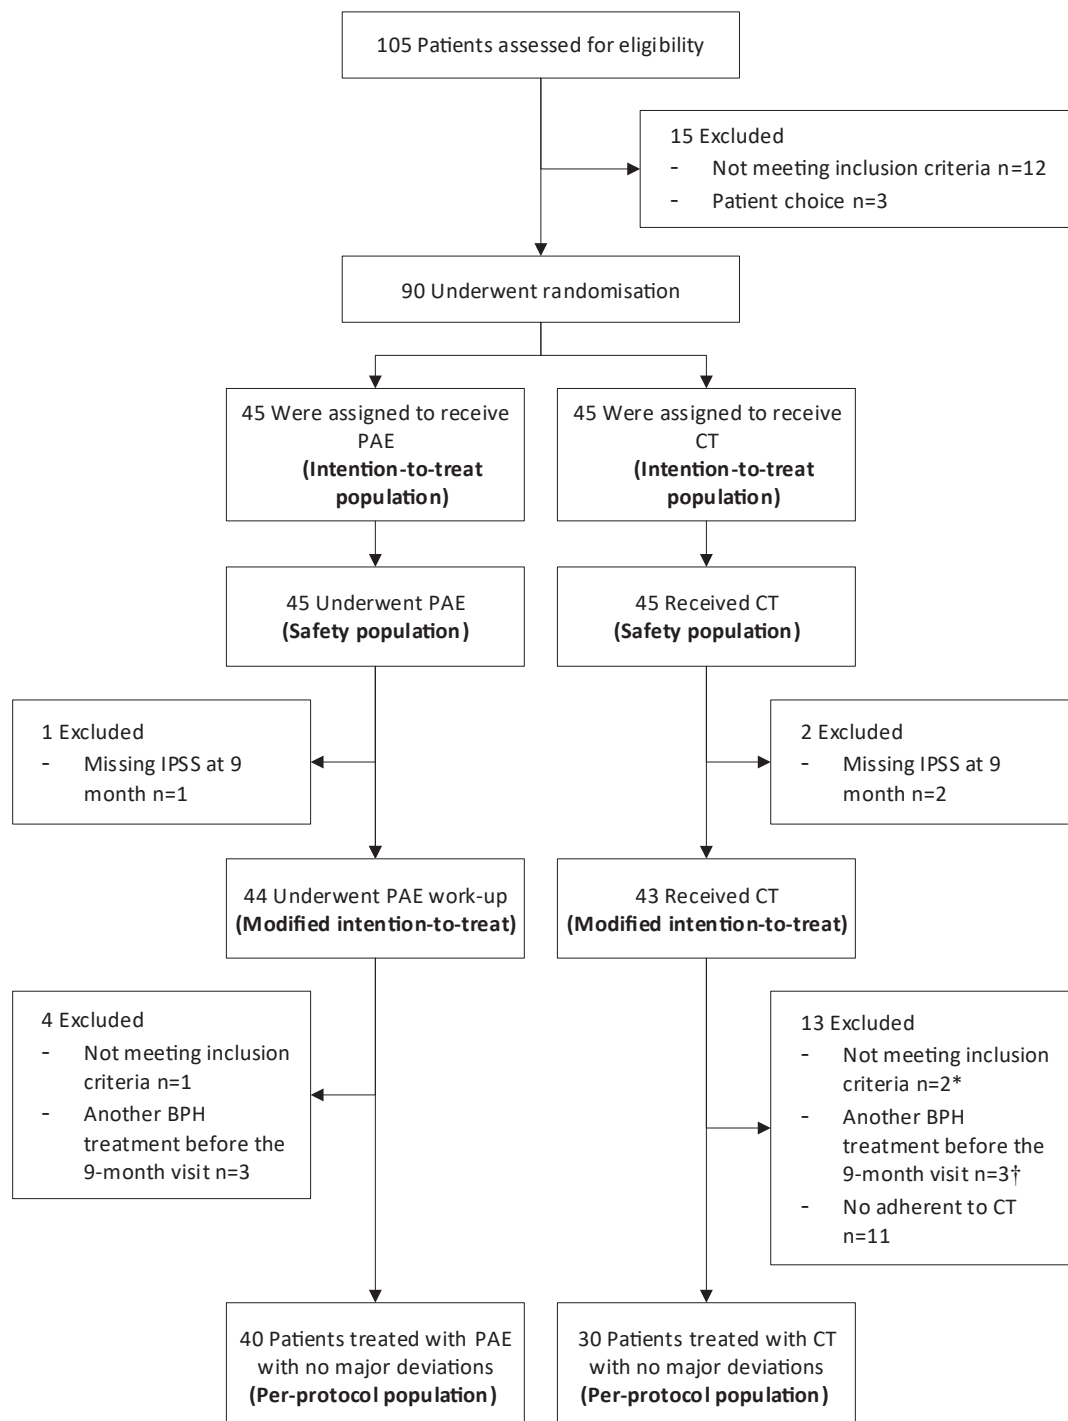 105 Patients assessed for eligibility
15 Excluded
- Not meeting inclusion criteria n=12
- Patient choice n=3
90 Underwent randomisation
45 Were assigned to receive
PAE
(Intention-to-treat
population)
45 Were assigned to receive
CT
(Intention-to-treat
population)
45 Underwent PAE
(Safety population)
45 Received CT
(Safety population)
1 Excluded
- Missing IPSS at 9
month n=1
2 Excluded
- Missing IPSS at 9
month n=2
44 Underwent PAE work-up
(Modified intention-to-treat)
43 Received CT
(Modified intention-to-treat)
4 Excluded
- Not meeting inclusion
criteria n=1
- Another BPH
treatment before the
9-month visit n=3
13 Excluded
- Not meeting inclusion
criteria n=2*
- Another BPH
treatment before the
9-month visit n=3†
- No adherent to CT
n=11
40 Patients treated with PAE
with no major deviations
(Per-protocol population)
30 Patients treated with CT
with no major deviations
(Per-protocol population)